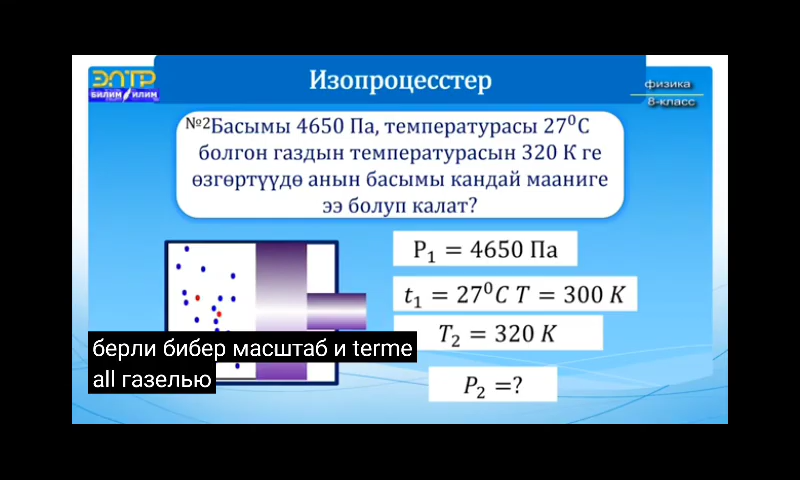 Изопроцесстер
ЭЛТР
БИЛИМ ИЛИМ
физика
8-класс
№2Басымы 4650 Па, температурасы 27⁰С
болгон газдын температурасын 320 К ге
өзгөртүүдө анын басымы кандай мааниге
ээ болуп калат?
P₁ = 4650 Па
t₁ = 27⁰C T = 300 K
T₂ = 320 K
P₂ =?
берли бибер масштаб и terme
all газелью